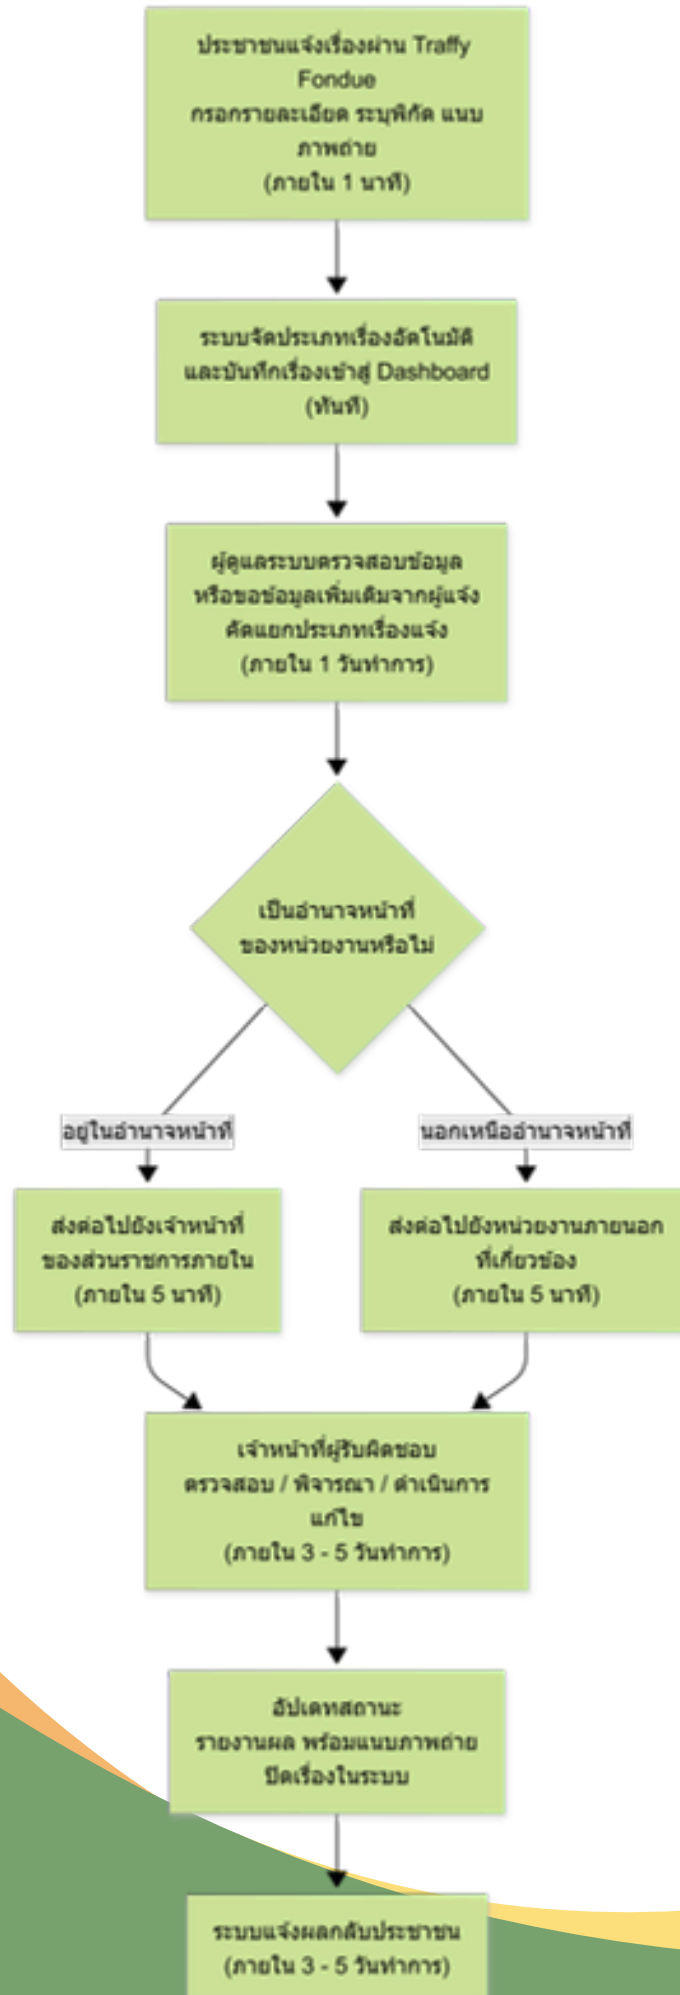 ประชาชนแจ้งเรื่องผ่าน Traffy
Fondue
กรอกรายละเอียด ระบุพิกัด แนบ
ภาพถ่าย
(ภายใน 1 นาที)
ระบบจัดประเภทเรื่องอัตโนมัติ
และบันทึกเรื่องเข้าสู่ Dashboard
(ทันที)
ผู้ดูแลระบบตรวจสอบข้อมูล
หรือขอข้อมูลเพิ่มเติมจากผู้แจ้ง
คัดแยกประเภทเรื่องแจ้ง
(ภายใน 1 วันทำการ)
เป็นอำนาจหน้าที่
ของหน่วยงานหรือไม่
อยู่ในอำนาจหน้าที่
นอกเหนืออำนาจหน้าที่
ส่งต่อไปยังเจ้าหน้าที่
ของส่วนราชการภายใน
(ภายใน 5 นาที)
ส่งต่อไปยังหน่วยงานภายนอก
ที่เกี่ยวข้อง
(ภายใน 5 นาที)
เจ้าหน้าที่ผู้รับผิดชอบ
ตรวจสอบ / พิจารณา / ดำเนินการ
แก้ไข
(ภายใน 3 - 5 วันทำการ)
อัปเดทสถานะ
รายงานผล พร้อมแนบภาพถ่าย
ปิดเรื่องในระบบ
ระบบแจ้งผลกลับประชาชน
(ภายใน 3 - 5 วันทำการ)